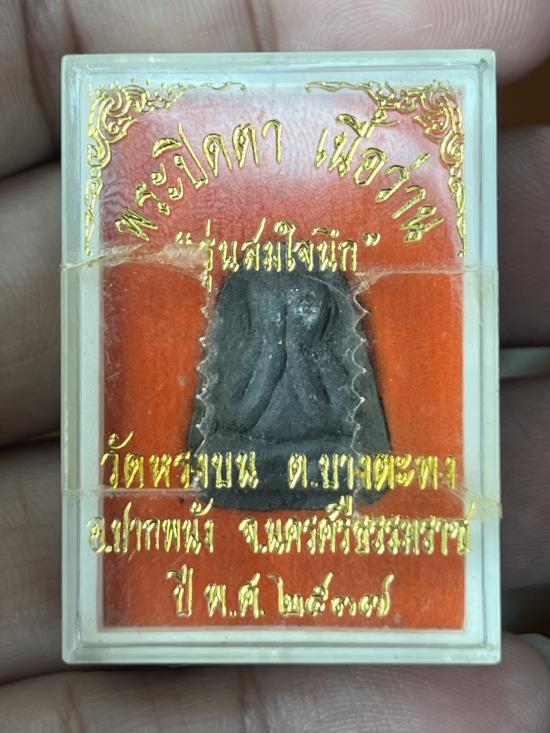 พระปิดตา เนื้อว่าน
"รุ่นสมใจนึก"
วัดหรงบน ต.บางตะพง
อ.ปากพนัง จ.นครศรีธรรมราช
ปี พ.ศ. ๒๕๓๗